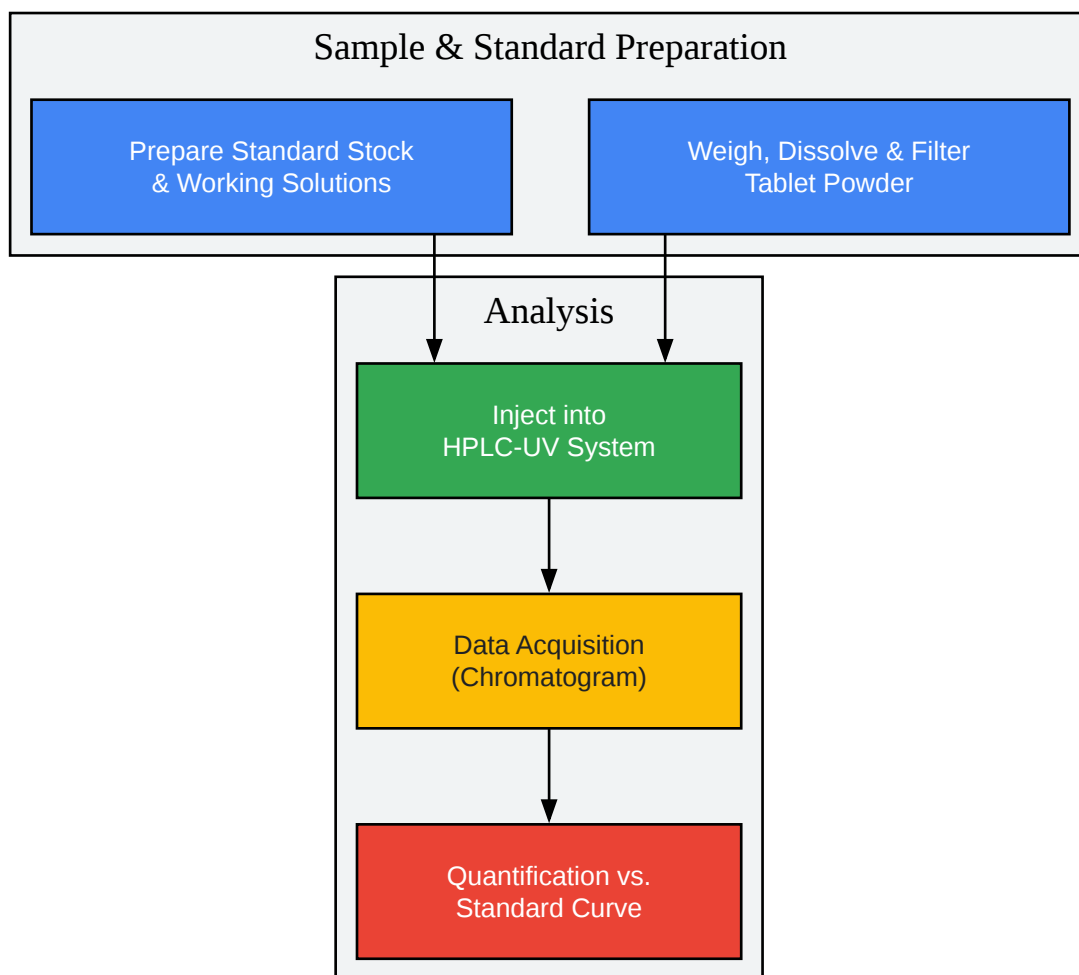 Sample & Standard Preparation
Prepare Standard Stock
& Working Solutions
Weigh, Dissolve & Filter
Tablet Powder
Analysis
Inject into
HPLC-UV System
Data Acquisition
(Chromatogram)
Quantification vs.
Standard Curve